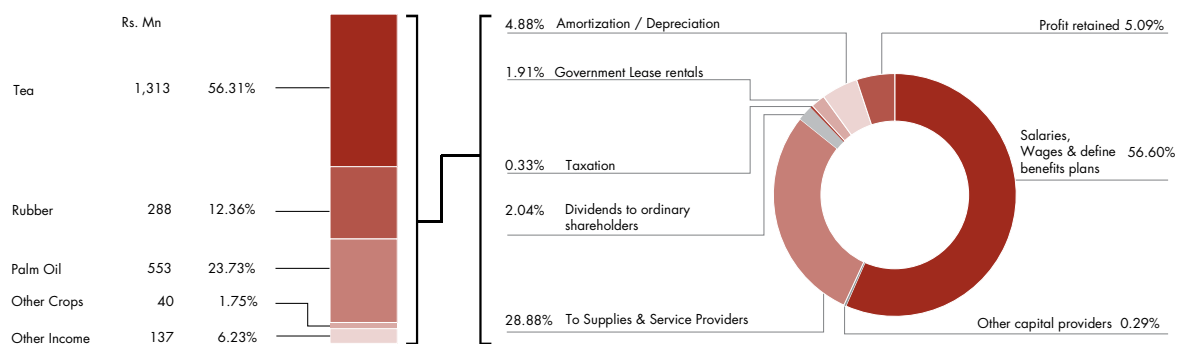 Rs. Mn
Tea 1,313 56.31%
Rubber 288 12.36%
Palm Oil 553 23.73%
Other Crops 40 1.75%
Other Income 137 6.23%
4.88% Amortization / Depreciation
1.91% Government Lease rentals
0.33% Taxation
2.04% Dividends to ordinary
shareholders
28.88% To Supplies & Service Providers
Profit retained 5.09%
Salaries,
Wages & define 56.60%
benefits plans
Other capital providers 0.29%